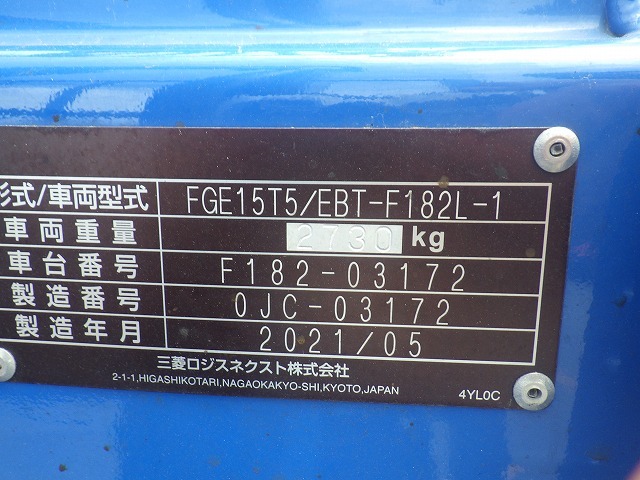 形式/車両型式 FGE15T5/EBT-F182L-1
車両重量 2730 kg
車台番号 F182-03172
製造番号 0JC-03172
製造年月 2021/05
三菱ロジスネクスト株式会社
2-1-1,HIGASHIKOTARI,NAGAOKAKYO-SHI,KYOTO,JAPAN
4YL0C